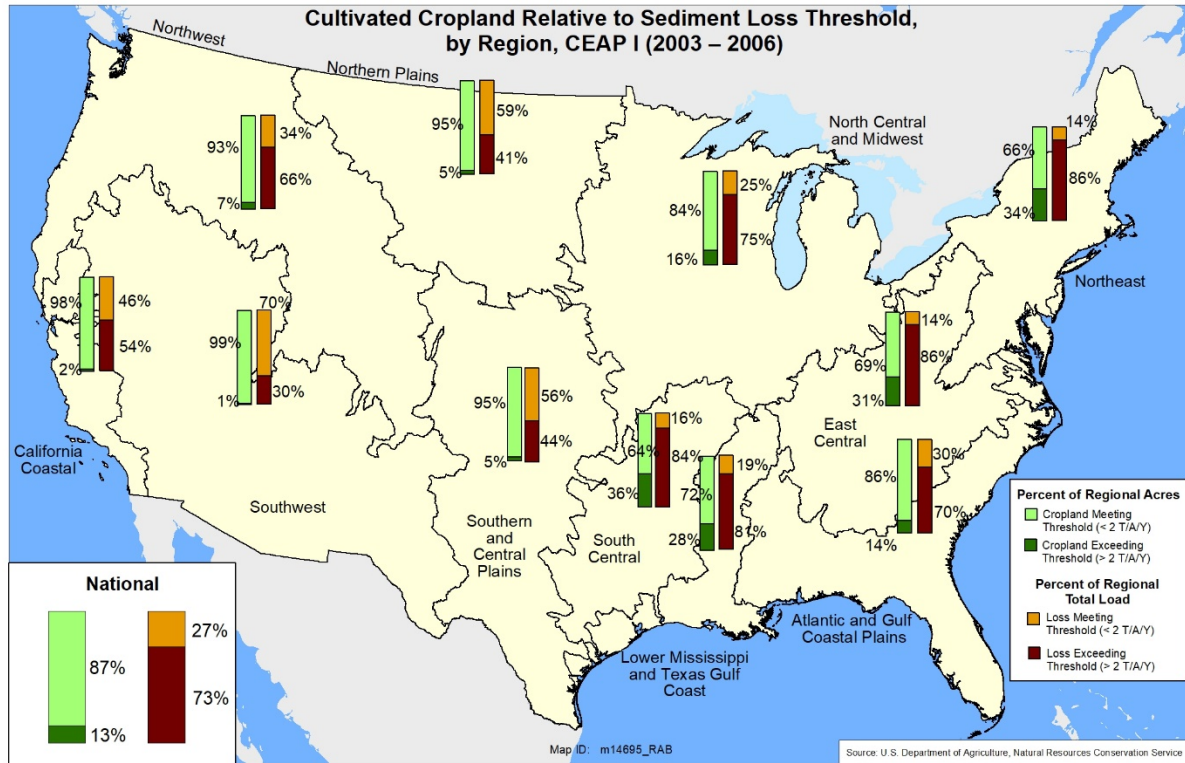 Cultivated Cropland Relative to Sediment Loss Threshold,
by Region, CEAP I (2003 – 2006)
Northwest
Northern Plains
North Central
and Midwest
Northeast
95%
59%
41%
5%
93%
34%
66%
7%
84%
25%
75%
16%
66%
14%
86%
34%
98%
46%
54%
2%
99%
70%
30%
1%
95%
56%
44%
5%
64%
16%
84%
36%
72%
19%
81%
28%
69%
14%
86%
31%
86%
30%
70%
14%
California
Coastal
Southwest
Southern
and
Central
Plains
South
Central
East
Central
Lower Mississippi
and Texas Gulf
Coast
Atlantic and Gulf
Coastal Plains
National
87%
13%
27%
73%
Percent of Regional Acres
Cropland Meeting
Threshold (< 2 T/A/Y)
Cropland Exceeding
Threshold (> 2 T/A/Y)
Percent of Regional
Total Load
Loss Meeting
Threshold (< 2 T/A/Y)
Loss Exceeding
Threshold (> 2 T/A/Y)
Map ID: m14695_RAB
Source: U.S. Department of Agriculture, Natural Resources Conservation Service